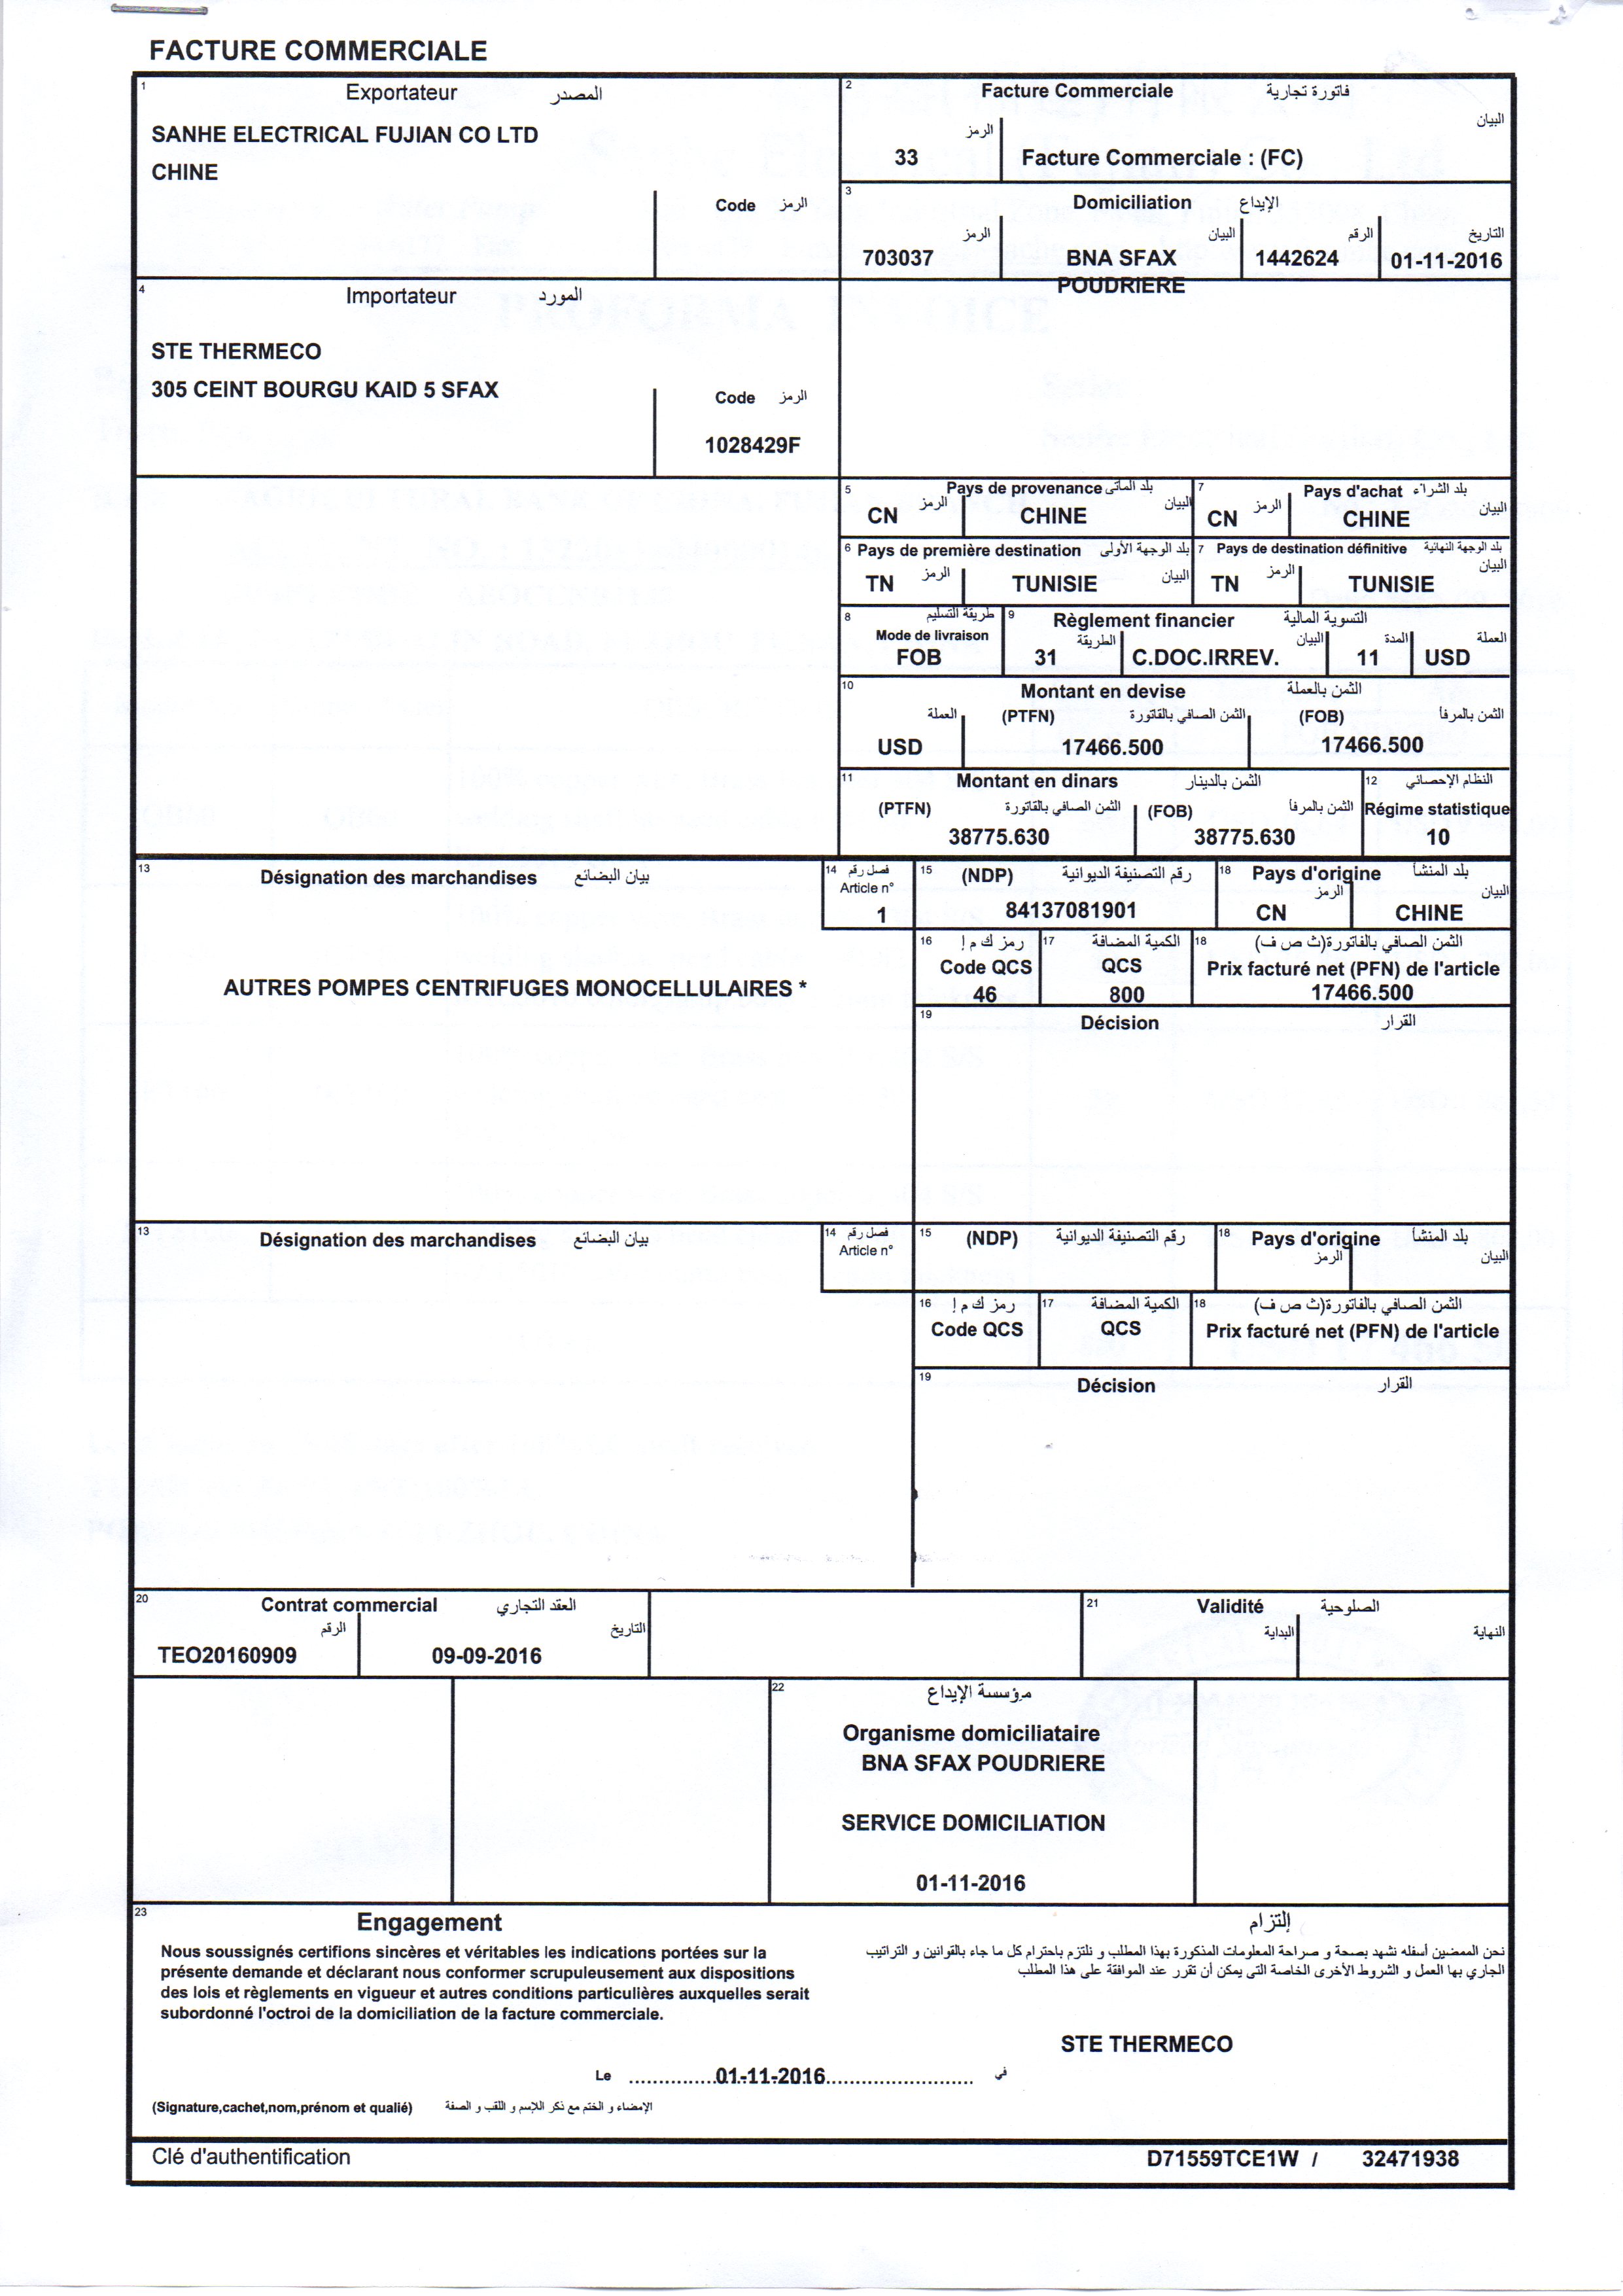 FACTURE COMMERCIALE
1 Exportateur المصدر
SANHE ELECTRICAL FUJIAN CO LTD
CHINE
Code الرمز
2 Facture Commerciale فاتورة تجارية
الرمز البيان
33 Facture Commerciale : (FC)
3 Domiciliation الإيداع
الرمز البيان الرقم التاريخ
703037 BNA SFAX POUDRIERE 1442624 01-11-2016
4 Importateur المورد
STE THERMECO
305 CEINT BOURGU KAID 5 SFAX
Code الرمز
1028429F
5 Pays de provenance بلد المأتى
الرمز البيان
CN CHINE
7 Pays d'achat بلد الشراء
الرمز البيان
CN CHINE
6 Pays de première destination بلد الوجهة الأولى
الرمز البيان
TN TUNISIE
7 Pays de destination définitive بلد الوجهة النهائية
الرمز البيان
TN TUNISIE
8 طريقة التسليم
Mode de livraison
FOB
9 Règlement financier التسوية المالية
الطريقة البيان المدة العملة
31 C.DOC.IRREV. 11 USD
10 Montant en devise الثمن بالعملة
العملة (PTFN) الثمن الصافي بالفاتورة (FOB) الثمن بالمرفأ
USD 17466.500 17466.500
11 Montant en dinars الثمن بالدينار
(PTFN) الثمن الصافي بالفاتورة (FOB) الثمن بالمرفأ
38775.630 38775.630
12 النظام الإحصائي
Régime statistique
10
13 Désignation des marchandises بيان البضائع
AUTRES POMPES CENTRIFUGES MONOCELLULAIRES *
14 فصل رقم
Article n°
1
15 (NDP) رقم التصنيفة الديوانية
84137081901
18 Pays d'origine بلد المنشأ
الرمز البيان
CN CHINE
16 رمز ك م إ
Code QCS
46
17 الكمية المضافة
QCS
800
18 الثمن الصافي بالفاتورة(ث ص ف)
Prix facturé net (PFN) de l'article
17466.500
19 Décision القرار
13 Désignation des marchandises بيان البضائع
14 فصل رقم
Article n°
15 (NDP) رقم التصنيفة الديوانية
18 Pays d'origine بلد المنشأ
الرمز البيان
16 رمز ك م إ
Code QCS
17 الكمية المضافة
QCS
18 الثمن الصافي بالفاتورة(ث ص ف)
Prix facturé net (PFN) de l'article
19 Décision القرار
20 Contrat commercial العقد التجاري
الرقم التاريخ
TEO20160909 09-09-2016
21 Validité الصلوحية
البداية النهاية
22 مؤسسة الإيداع
Organisme domiciliataire
BNA SFAX POUDRIERE
SERVICE DOMICILIATION
01-11-2016
23 Engagement إلتزام
Nous soussignés certifions sincères et véritables les indications portées sur la
présente demande et déclarant nous conformer scrupuleusement aux dispositions
des lois et règlements en vigueur et autres conditions particulières auxquelles serait
subordonné l'octroi de la domiciliation de la facture commerciale.
نحن الممضين أسفله نشهد بصحة و صراحة المعلومات المذكورة بهذا المطلب و نلتزم باحترام كل ما جاء بالقوانين و التراتيب
الجاري بها العمل و الشروط الأخرى الخاصة التي يمكن أن تقرر عند الموافقة على هذا المطلب
STE THERMECO
Le ...............01-11-2016.......................... في
(Signature,cachet,nom,prénom et qualié) الإمضاء و الختم مع ذكر اللإسم و اللقب و الصفة
Clé d'authentification D71559TCE1W / 32471938